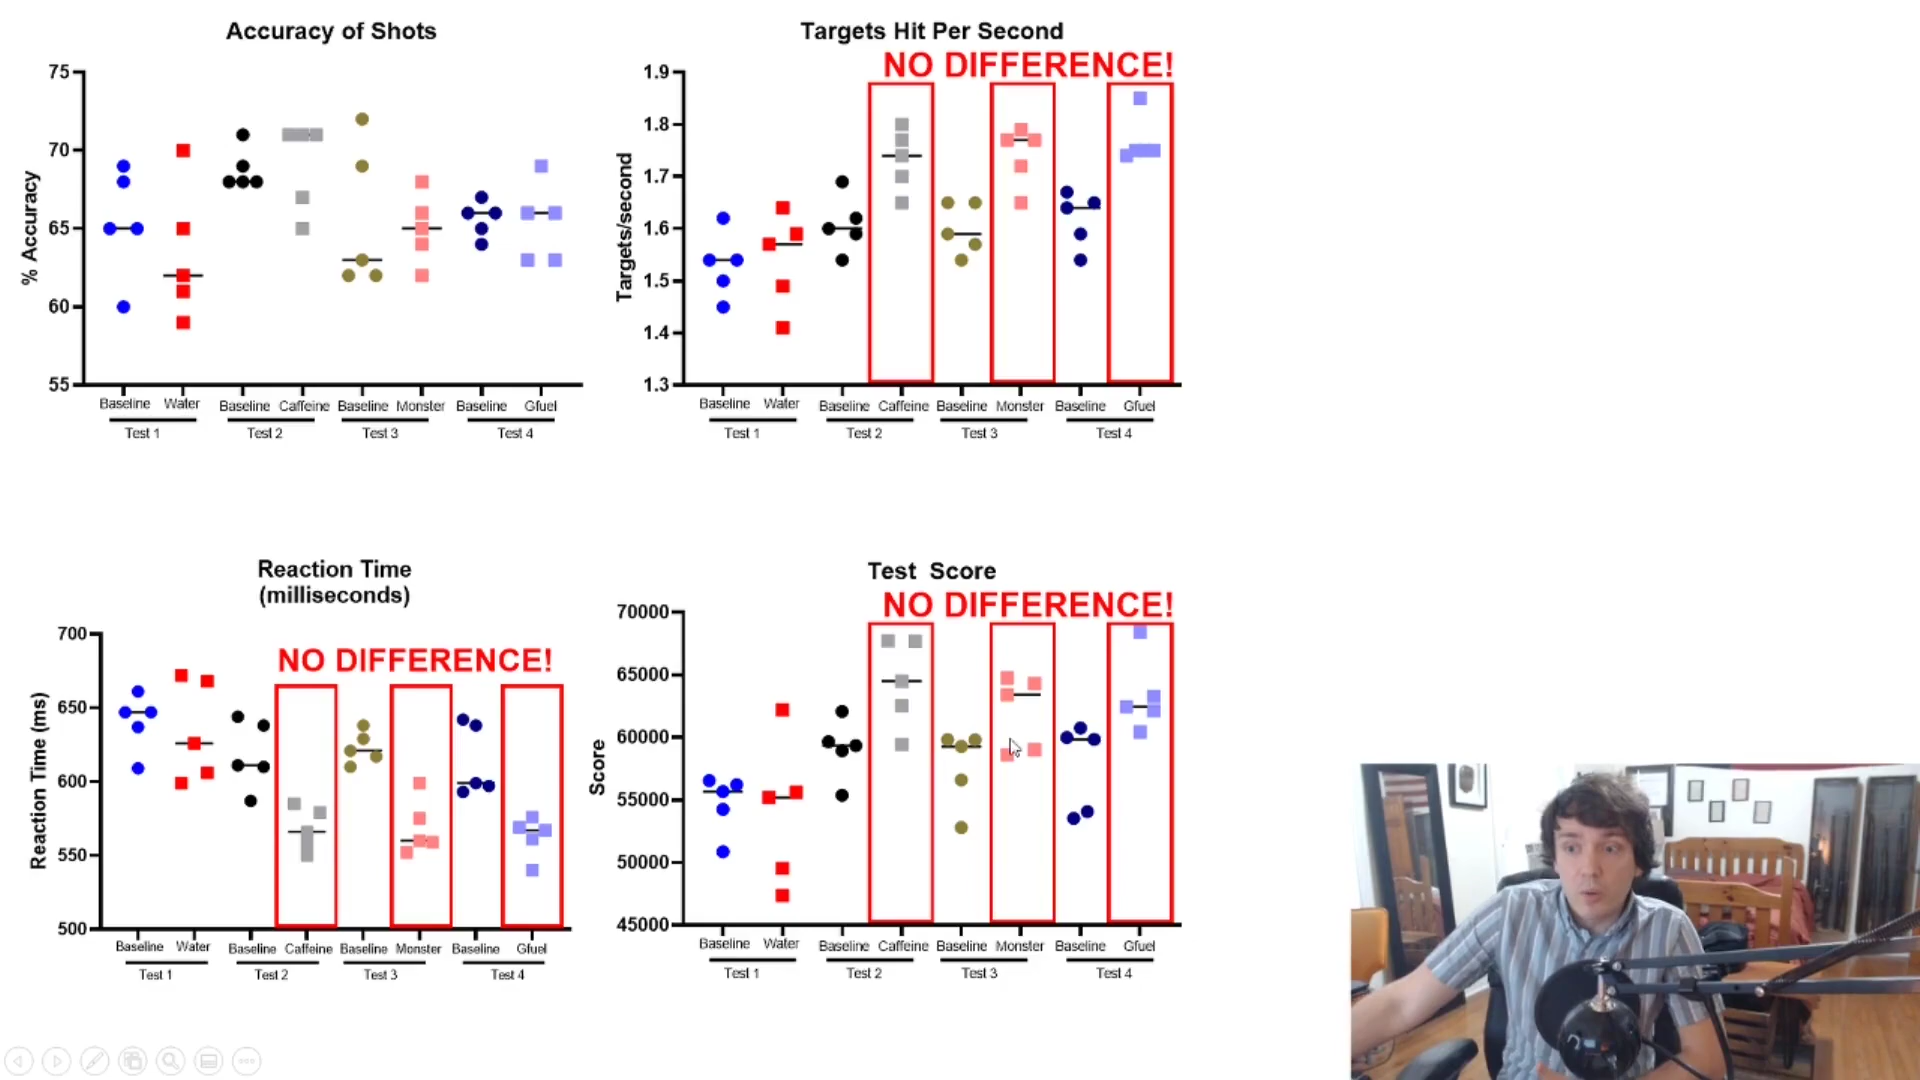 Accuracy of Shots
75
70
65
60
55
% Accuracy
Baseline Water Baseline Caffeine Baseline Monster Baseline Gfuel
Test 1 Test 2 Test 3 Test 4
Targets Hit Per Second
NO DIFFERENCE!
1.9
1.8
1.7
1.6
1.5
1.4
1.3
Targets/second
Baseline Water Baseline Caffeine Baseline Monster Baseline Gfuel
Test 1 Test 2 Test 3 Test 4
Reaction Time
(milliseconds)
NO DIFFERENCE!
700
650
600
550
500
Reaction Time (ms)
Baseline Water Baseline Caffeine Baseline Monster Baseline Gfuel
Test 1 Test 2 Test 3 Test 4
Test Score
NO DIFFERENCE!
70000
65000
60000
55000
50000
45000
Score
Baseline Water Baseline Caffeine Baseline Monster Baseline Gfuel
Test 1 Test 2 Test 3 Test 4